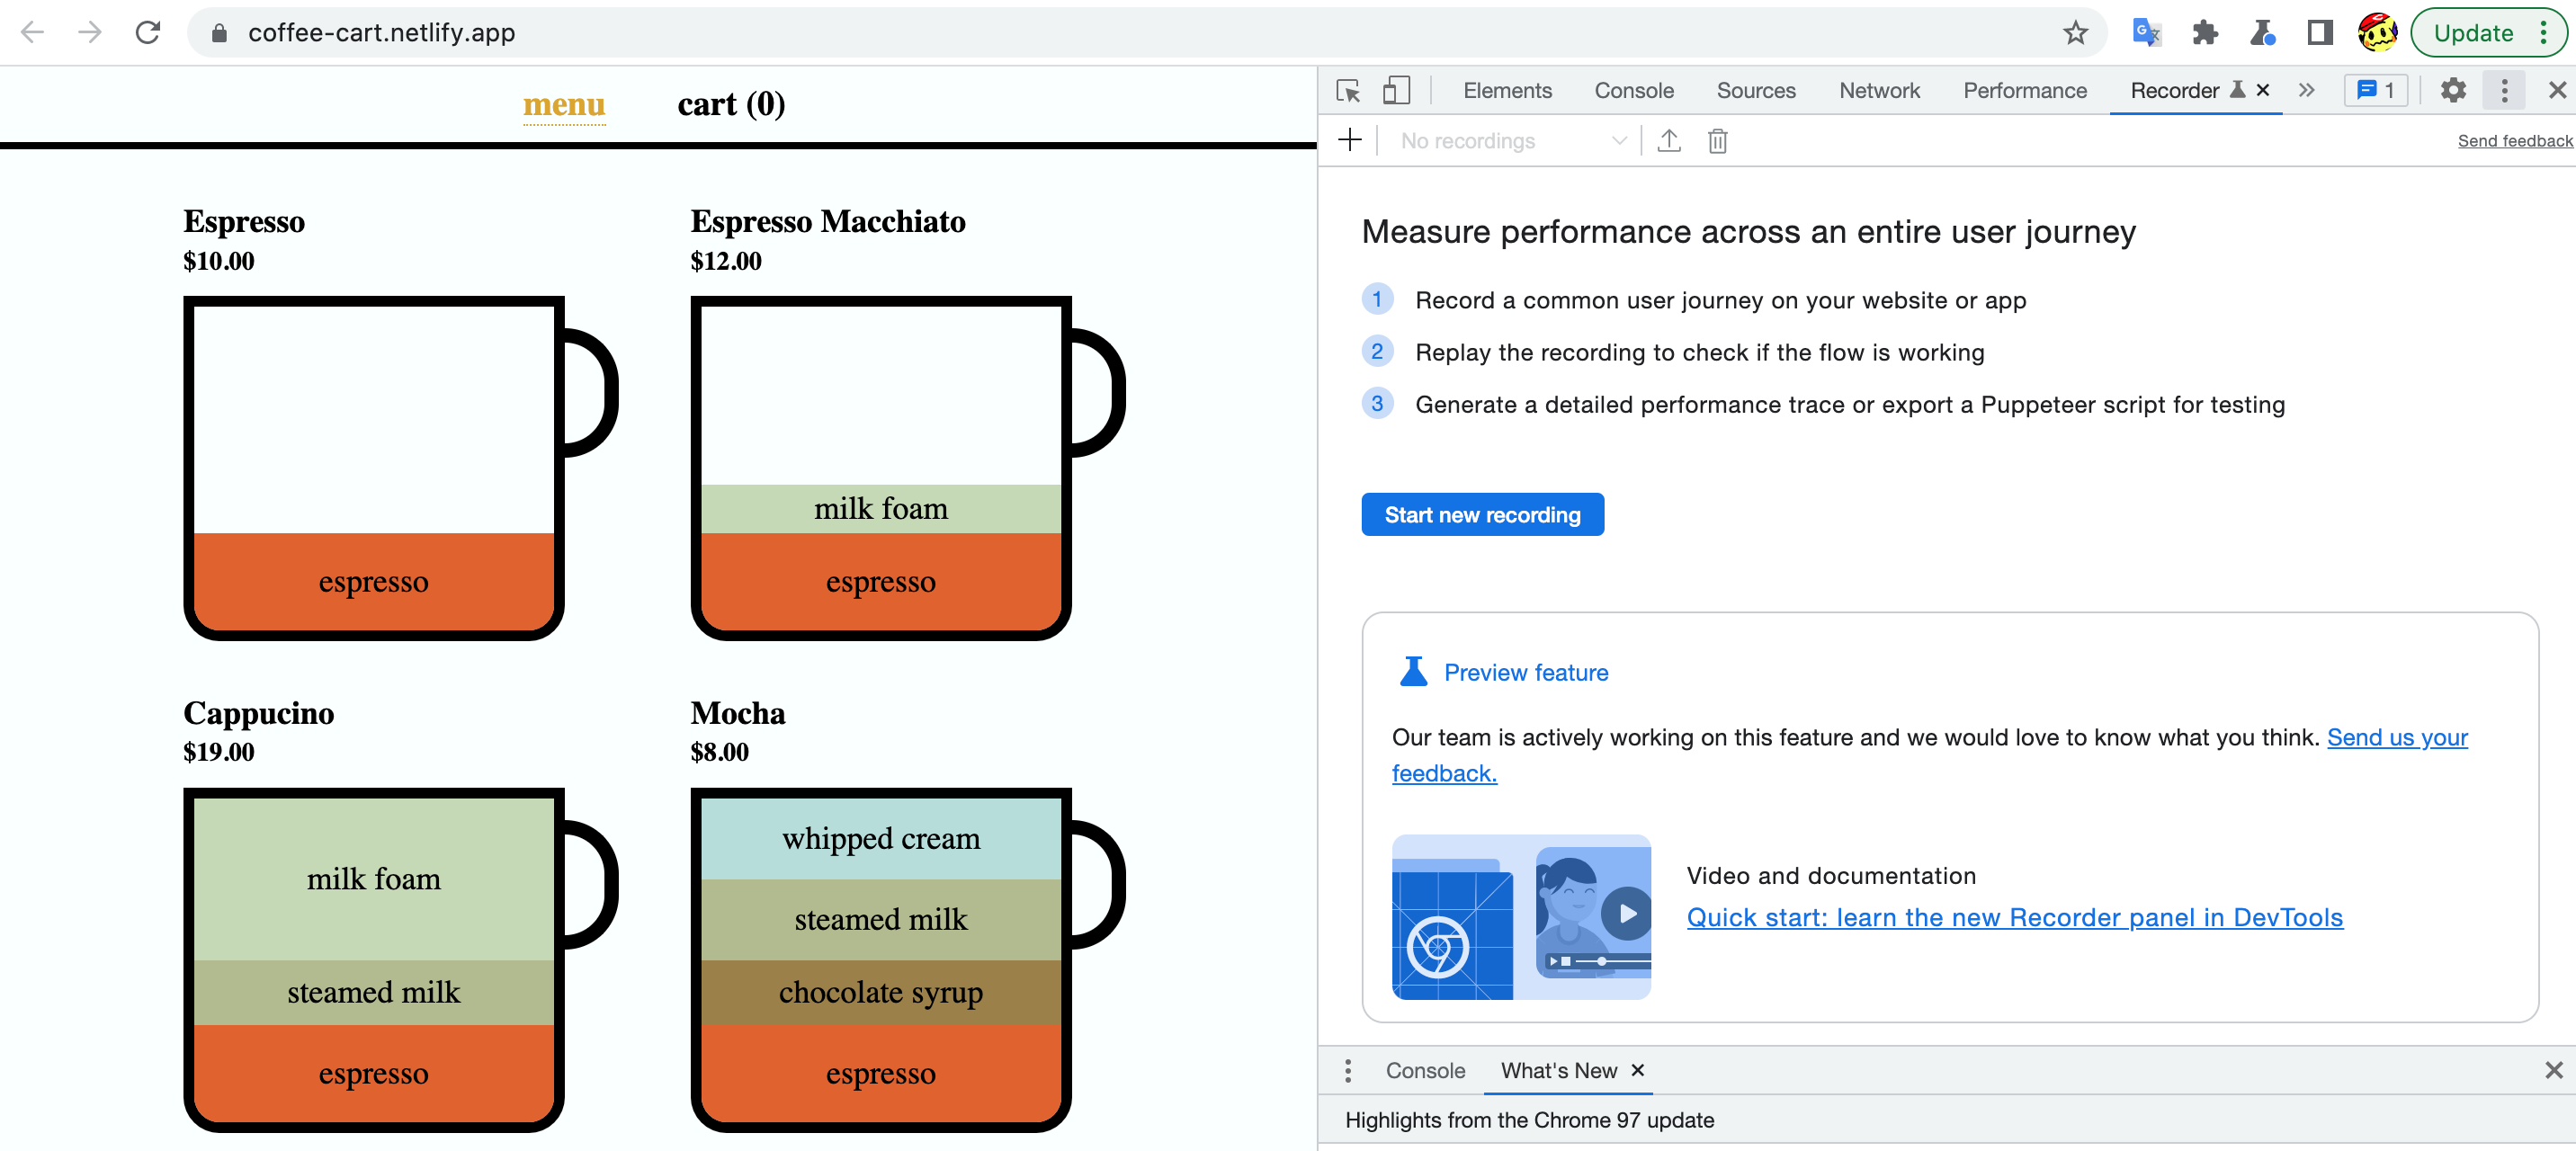 coffee-cart.netlify.app
Update
menu cart (0)
Espresso
$10.00
espresso
Espresso Macchiato
$12.00
milk foam
espresso
Cappucino
$19.00
milk foam
steamed milk
espresso
Mocha
$8.00
whipped cream
steamed milk
chocolate syrup
espresso
Elements Console Sources Network Performance Recorder 1
No recordings
Send feedback
Measure performance across an entire user journey
1 Record a common user journey on your website or app
2 Replay the recording to check if the flow is working
3 Generate a detailed performance trace or export a Puppeteer script for testing
Start new recording
Preview feature
Our team is actively working on this feature and we would love to know what you think. Send us your
feedback.
Video and documentation
Quick start: learn the new Recorder panel in DevTools
Console What's New
Highlights from the Chrome 97 update